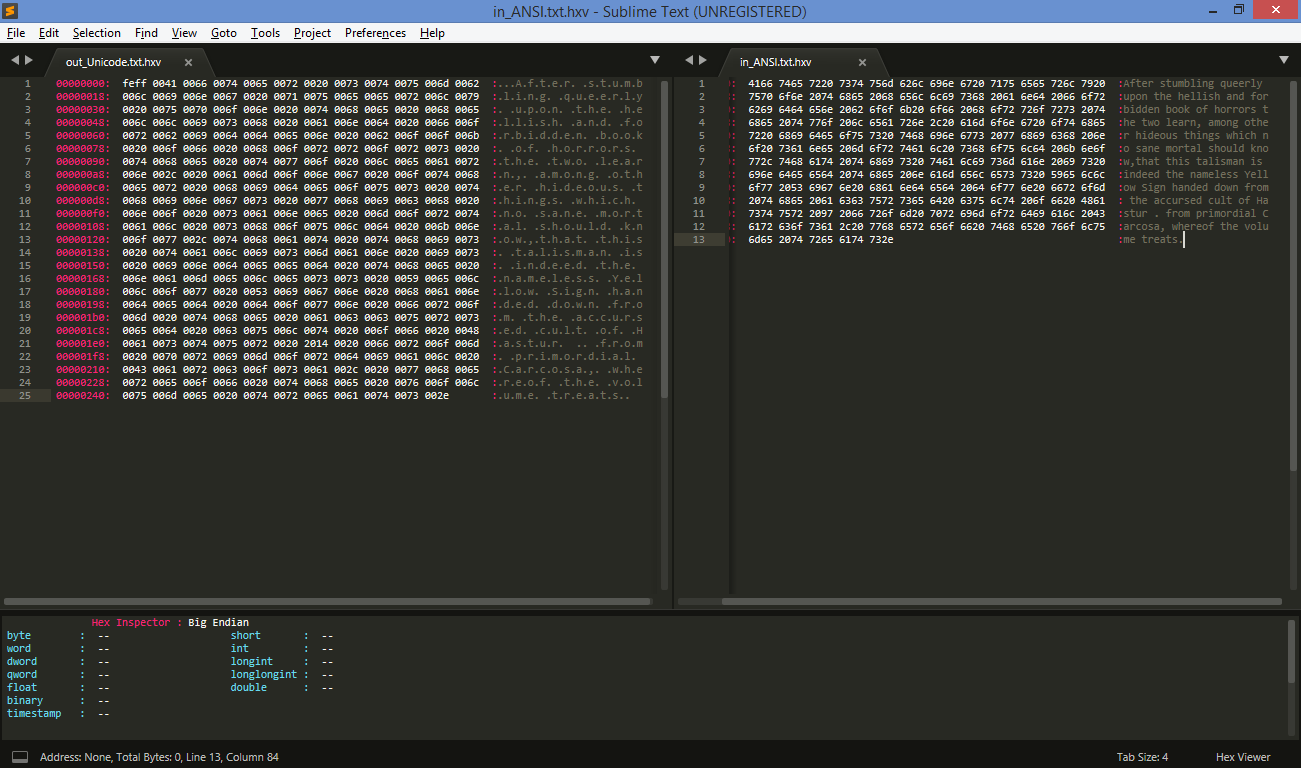 in_ANSI.txt.hxv - Sublime Text (UNREGISTERED)
File Edit Selection Find View Goto Tools Project Preferences Help
out_Unicode.txt.hxv
1 00000000: feff 0041 0066 0074 0065 0072 0020 0073 0074 0075 006d 0062 :...A.f.t.e.r. .s.t.u.m.b
2 00000018: 006c 0069 006e 0067 0020 0071 0075 0065 0065 0072 006c 0079 :.l.i.n.g. .q.u.e.e.r.l.y
3 00000030: 0020 0075 0070 006f 006e 0020 0074 0068 0065 0020 0068 0065 :. .u.p.o.n. .t.h.e. .h.e
4 00000048: 006c 006c 0069 0073 0068 0020 0061 006e 0064 0020 0066 006f :.l.l.i.s.h. .a.n.d. .f.o
5 00000060: 0072 0062 0069 0064 0064 0065 006e 0020 0062 006f 006f 006b :.r.b.i.d.d.e.n. .b.o.o.k
6 00000078: 0020 006f 0066 0020 0068 006f 0072 0072 006f 0072 0073 0020 :. .o.f. .h.o.r.r.o.r.s. 
7 00000090: 0074 0068 0065 0020 0074 0077 006f 0020 006c 0065 0061 0072 :.t.h.e. .t.w.o. .l.e.a.r
8 000000a8: 006e 002c 0020 0061 006d 006f 006e 0067 0020 006f 0074 0068 :.n.,. .a.m.o.n.g. .o.t.h
9 000000c0: 0065 0072 0020 0068 0069 0064 0065 006f 0075 0073 0020 0074 :.e.r. .h.i.d.e.o.u.s. .t
10 000000d8: 0068 0069 006e 0067 0073 0020 0077 0068 0069 0063 0068 0020 :.h.i.n.g.s. .w.h.i.c.h. 
11 000000f0: 006e 006f 0020 0073 0061 006e 0065 0020 006d 006f 0072 0074 :.n.o. .s.a.n.e. .m.o.r.t
12 00000108: 0061 006c 0020 0073 0068 006f 0075 006c 0064 0020 006b 006e :.a.l. .s.h.o.u.l.d. .k.n
13 00000120: 006f 0077 002c 0074 0068 0061 0074 0020 0074 0068 0069 0073 :.o.w.,.t.h.a.t. .t.h.i.s
14 00000138: 0020 0074 0061 006c 0069 0073 006d 0061 006e 0020 0069 0073 :. .t.a.l.i.s.m.a.n. .i.s
15 00000150: 0020 0069 006e 0064 0065 0065 0064 0020 0074 0068 0065 0020 :. .i.n.d.e.e.d. .t.h.e. 
16 00000168: 006e 0061 006d 0065 006c 0065 0073 0073 0020 0059 0065 006c :.n.a.m.e.l.e.s.s. .Y.e.l
17 00000180: 006c 006f 0077 0020 0053 0069 0067 006e 0020 0068 0061 006e :.l.o.w. .S.i.g.n. .h.a.n
18 00000198: 0064 0065 0064 0020 0064 006f 0077 006e 0020 0066 0072 006f :.d.e.d. .d.o.w.n. .f.r.o
19 000001b0: 006d 0020 0074 0068 0065 0020 0061 0063 0063 0075 0072 0073 :.m. .t.h.e. .a.c.c.u.r.s
20 000001c8: 0065 0064 0020 0063 0075 006c 0074 0020 006f 0066 0020 0048 :.e.d. .c.u.l.t. .o.f. .H
21 000001e0: 0061 0073 0074 0075 0072 0020 2014 0020 0066 0072 006f 006d :.a.s.t.u.r. .. .f.r.o.m
22 000001f8: 0020 0070 0072 0069 006d 006f 0072 0064 0069 0061 006c 0020 :. .p.r.i.m.o.r.d.i.a.l. 
23 00000210: 0043 0061 0072 0063 006f 0073 0061 002c 0020 0077 0068 0065 :.C.a.r.c.o.s.a.,. .w.h.e
24 00000228: 0072 0065 006f 0066 0020 0074 0068 0065 0020 0076 006f 006c :.r.e.o.f. .t.h.e. .v.o.l
25 00000240: 0075 006d 0065 0020 0074 0072 0065 0061 0074 0073 002e :.u.m.e. .t.r.e.a.t.s..
in_ANSI.txt.hxv
1 : 4166 7465 7220 7374 756d 626c 696e 6720 7175 6565 726c 7920 :After stumbling queerly 
2 : 7570 6f6e 2074 6865 2068 656c 6c69 7368 2061 6e64 2066 6f72 :upon the hellish and for
3 : 6269 6464 656e 2062 6f6f 6b20 6f66 2068 6f72 726f 7273 2074 :bidden book of horrors t
4 : 6865 2074 776f 206c 6561 726e 2c20 616d 6f6e 6720 6f74 6865 :he two learn, among othe
5 : 7220 6869 6465 6f75 7320 7468 696e 6773 2077 6869 6368 206e :r hideous things which n
6 : 6f20 7361 6e65 206d 6f72 7461 6c20 7368 6f75 6c64 206b 6e6f :o sane mortal should kno
7 : 772c 7468 6174 2074 6869 7320 7461 6c69 736d 616e 2069 7320 :w,that this talisman is 
8 : 696e 6465 6564 2074 6865 206e 616d 656c 6573 7320 5965 6c6c :indeed the nameless Yell
9 : 6f77 2053 6967 6e20 6861 6e64 6564 2064 6f77 6e20 6672 6f6d :ow Sign handed down from
10 : 2074 6865 2061 6363 7572 7365 6420 6375 6c74 206f 6620 4861 : the accursed cult of Ha
11 : 7374 7572 2097 2066 726f 6d20 7072 696d 6f72 6469 616c 2043 :stur . from primordial C
12 : 6172 636f 7361 2c20 7768 6572 656f 6620 7468 6520 766f 6c75 :arcosa, whereof the volu
13 : 6d65 2074 7265 6174 732e :me treats.
Hex Inspector : Big Endian
byte : -- short : --
word : -- int : --
dword : -- longint : --
qword : -- longlongint : --
float : -- double : --
binary : --
timestamp : --
Address: None, Total Bytes: 0, Line 13, Column 84 Tab Size: 4 Hex Viewer